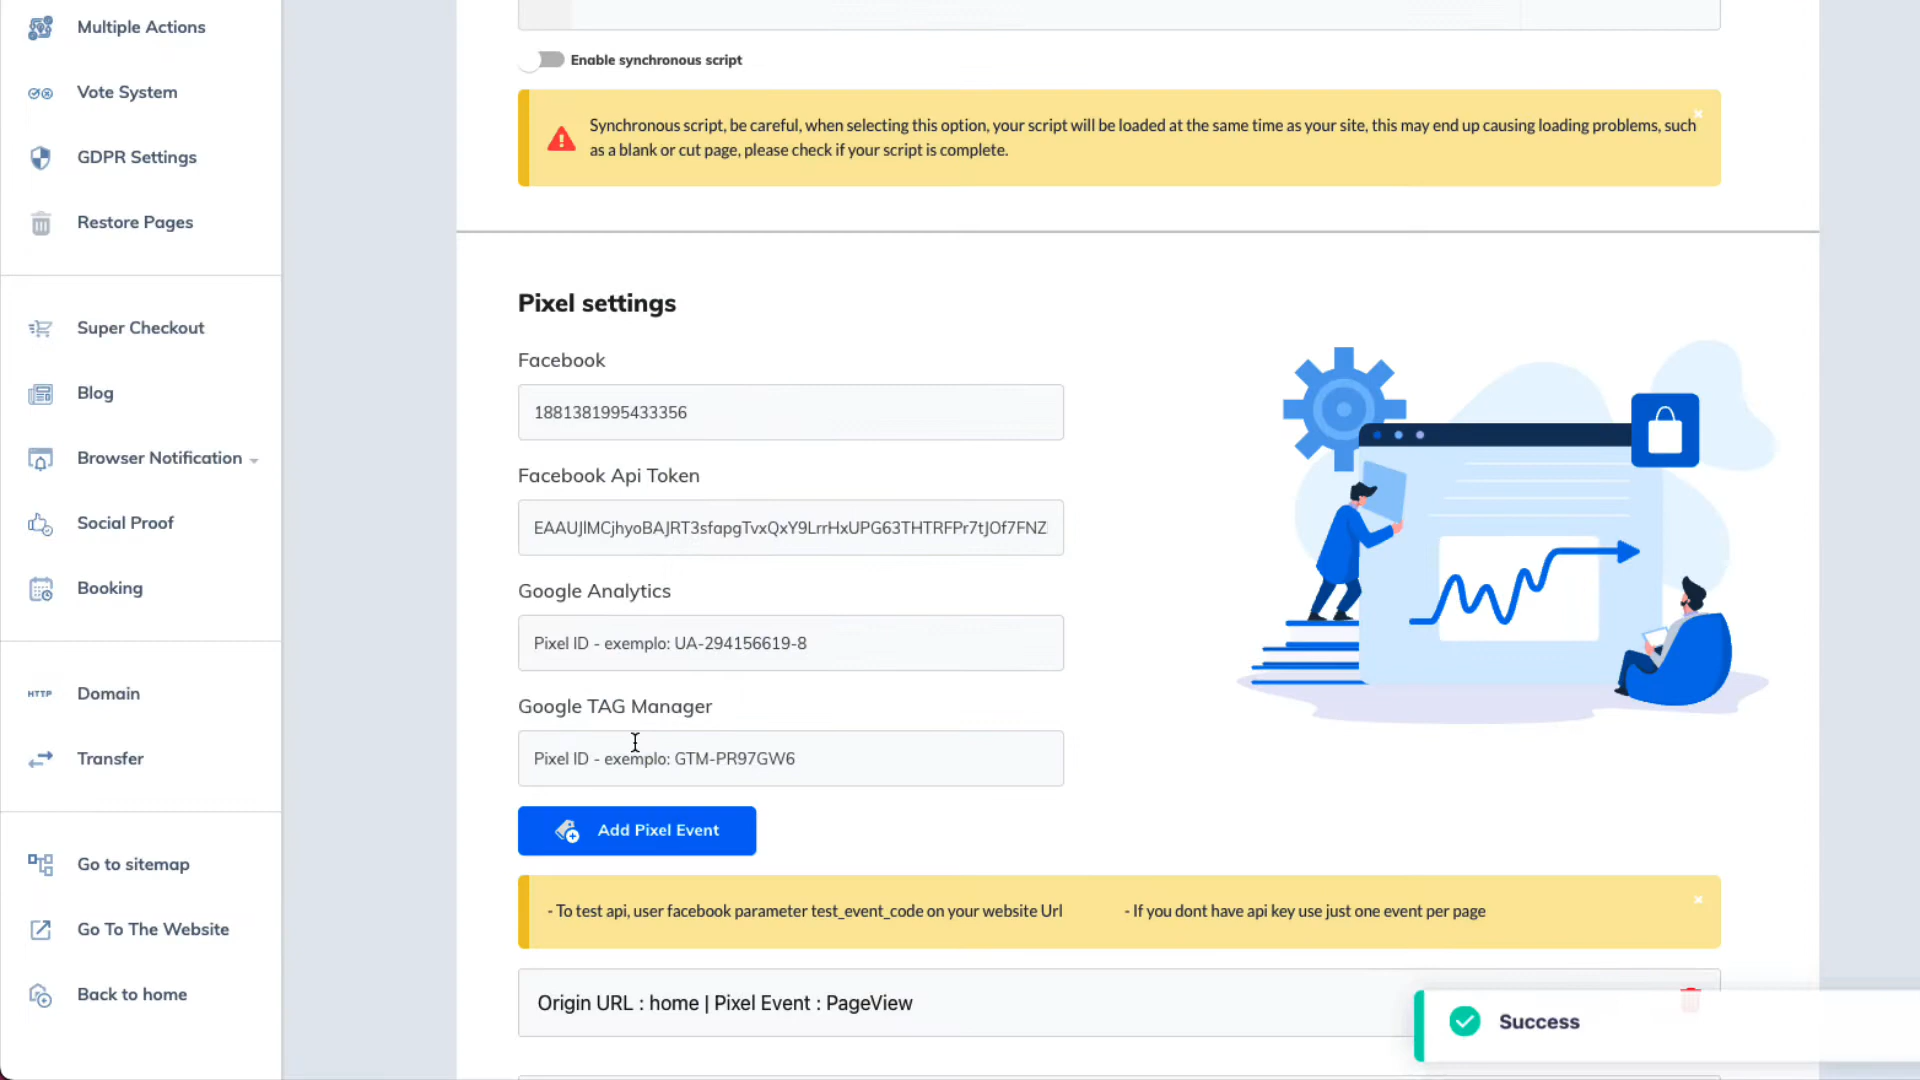 Multiple Actions
Vote System
GDPR Settings
Restore Pages
Super Checkout
Blog
Browser Notification
Social Proof
Booking
HTTP
Domain
Transfer
Go to sitemap
Go To The Website
Back to home
Enable synchronous script
Synchronous script, be careful, when selecting this option, your script will be loaded at the same time as your site, this may end up causing loading problems, such
as a blank or cut page, please check if your script is complete.
Pixel settings
Facebook
1881381995433356
Facebook Api Token
EAAUJIMCjhyoBAJRT3sfapgTvxQxY9LrrHxUPG63THTRFPr7tJOf7FNZ
Google Analytics
Pixel ID - exemplo: UA-294156619-8
Google TAG Manager
Pixel ID - exemplo: GTM-PR97GW6
Add Pixel Event
- To test api, user facebook parameter test_event_code on your website Url
- If you dont have api key use just one event per page
Origin URL : home | Pixel Event : PageView
Success